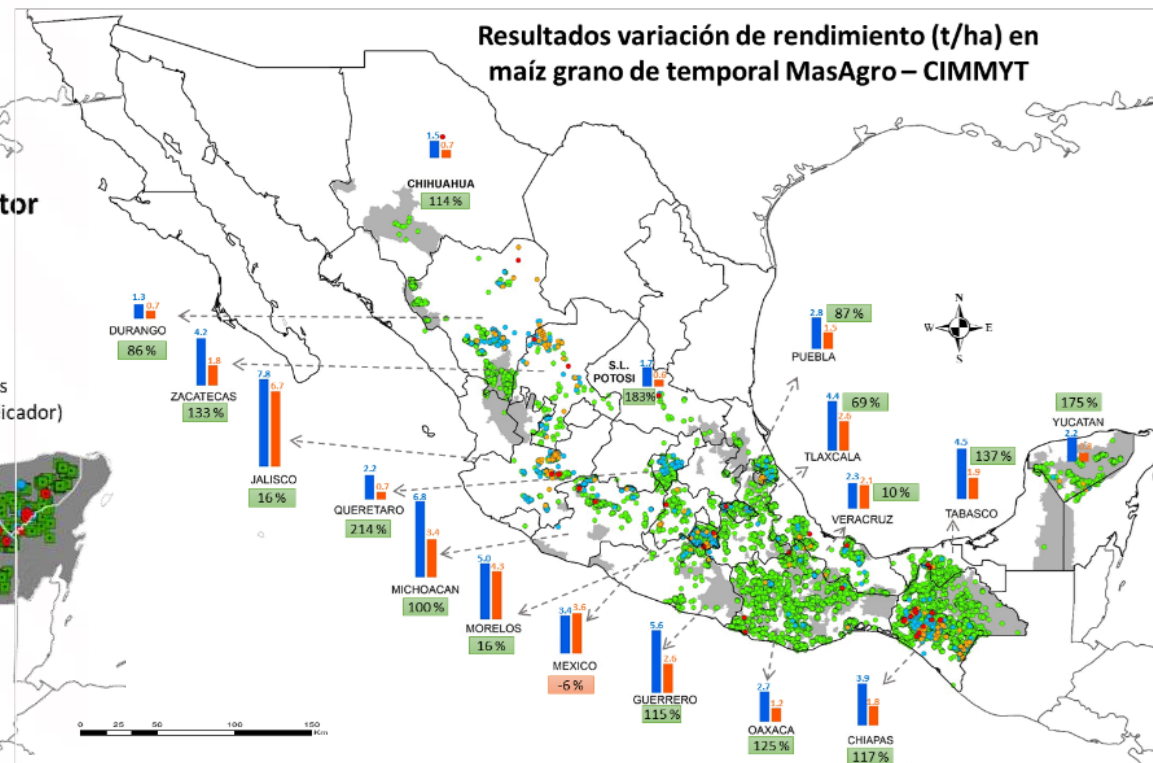 Resultados variación de rendimiento (t/ha) en
maíz grano de temporal MasAgro – CIMMYT
tor
s
icador)
1.5
0.7
CHIHUAHUA
114 %
1.3
0.7
DURANGO
86 %
4.2
1.8
ZACATECAS
133 %
7.8
6.7
JALISCO
16 %
2.2
0.7
QUERETARO
214 %
6.8
3.4
MICHOACAN
100 %
5.0
4.3
MORELOS
16 %
3.4
3.6
MEXICO
-6 %
5.6
2.6
GUERRERO
115 %
2.7
1.2
OAXACA
125 %
3.9
1.8
CHIAPAS
117 %
S.L.
POTOSI
1.7
0.6
183%
2.8
1.5
87 %
PUEBLA
4.4
2.6
69 %
TLAXCALA
2.3
2.1
10 %
VERACRUZ
4.5
1.9
137 %
TABASCO
175 %
YUCATAN
2.2
N
W
E
S
0
25
50
100
150
Km